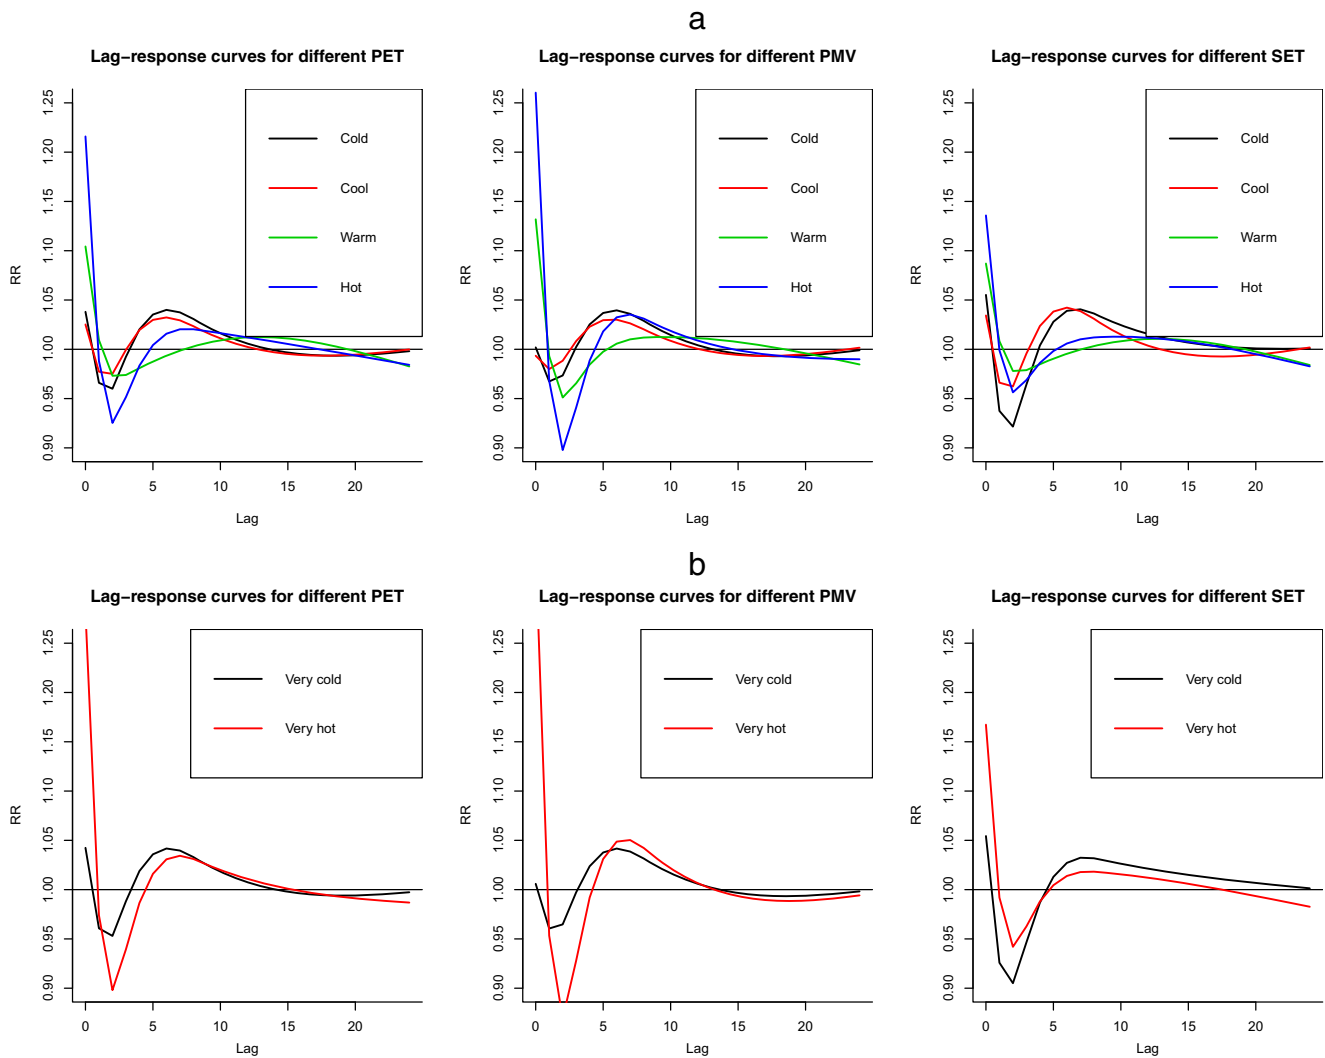 a
Lag−response curves for different PET
Lag−response curves for different PMV
Lag−response curves for different SET
RR
0.90 0.95 1.00 1.05 1.10 1.15 1.20 1.25
Cold
Cool
Warm
Hot
0 5 10 15 20
Lag
RR
0.90 0.95 1.00 1.05 1.10 1.15 1.20 1.25
Cold
Cool
Warm
Hot
0 5 10 15 20
Lag
RR
0.90 0.95 1.00 1.05 1.10 1.15 1.20 1.25
Cold
Cool
Warm
Hot
0 5 10 15 20
Lag
b
Lag−response curves for different PET
Lag−response curves for different PMV
Lag−response curves for different SET
RR
0.90 0.95 1.00 1.05 1.10 1.15 1.20 1.25
Very cold
Very hot
0 5 10 15 20
Lag
RR
0.90 0.95 1.00 1.05 1.10 1.15 1.20 1.25
Very cold
Very hot
0 5 10 15 20
Lag
RR
0.90 0.95 1.00 1.05 1.10 1.15 1.20 1.25
Very cold
Very hot
0 5 10 15 20
Lag